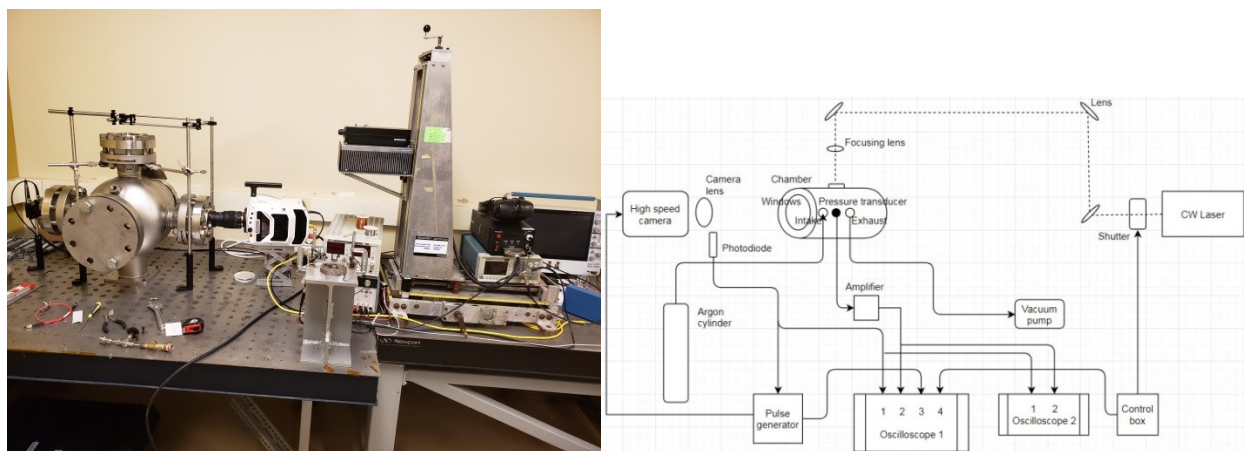 Newport
Lens
Focusing lens
Camera
lens
Chamber
Windows
Pressure transducer
Intake
Exhaust
High speed
camera
CW Laser
Shutter
Photodiode
Amplifier
Argon
cylinder
Vacuum
pump
Pulse
generator
1 2 3 4
Oscilloscope 1
1 2
Oscilloscope 2
Control
box